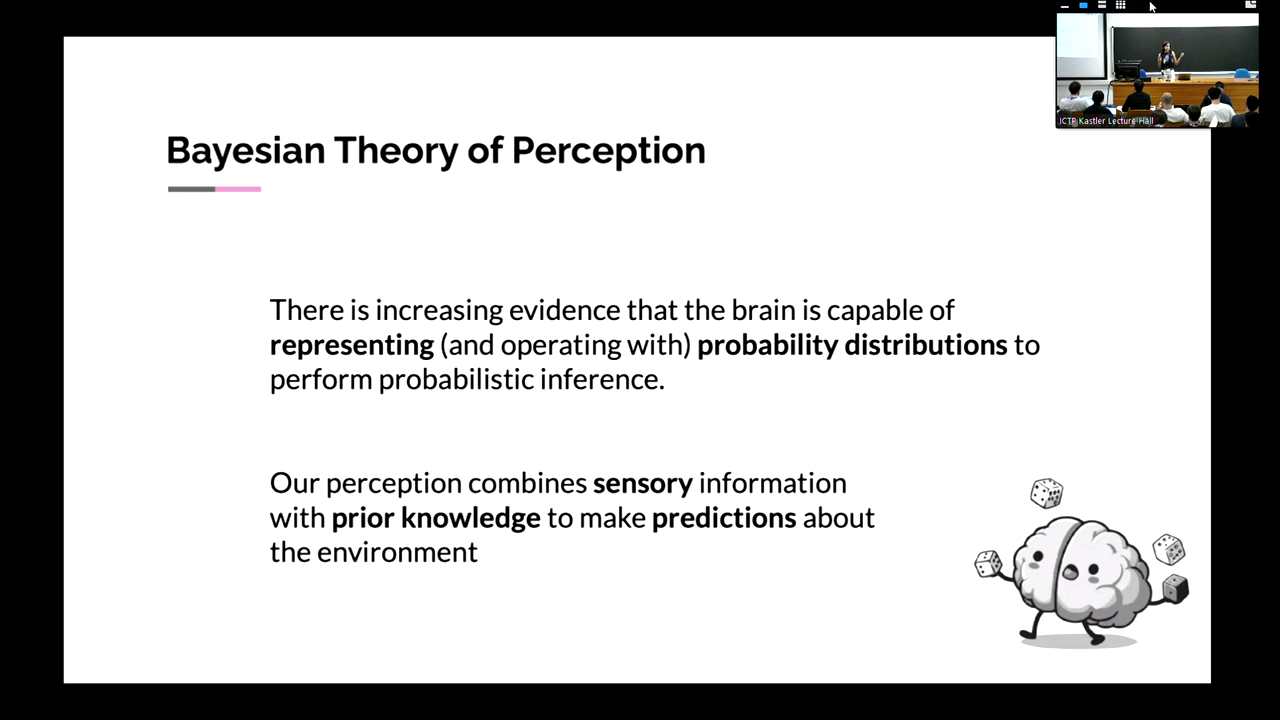 ICTP Kastler Lecture Hall
Bayesian Theory of Perception
There is increasing evidence that the brain is capable of
representing (and operating with) probability distributions to
perform probabilistic inference.
Our perception combines sensory information
with prior knowledge to make predictions about
the environment